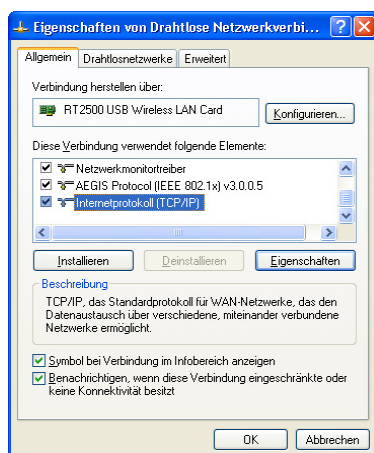 Eigenschaften von Drahtlose Netzwerkverbi...
Allgemein Drahtlosnetzwerke Erweitert
Verbindung herstellen über:
RT2500 USB Wireless LAN Card
Konfigurieren...
Diese Verbindung verwendet folgende Elemente:
Netzwerkmonitortreiber
AEGIS Protocol (IEEE 802.1x) v3.0.0.5
Internetprotokoll (TCP/IP)
Installieren Deinstallieren Eigenschaften
Beschreibung
TCP/IP, das Standardprotokoll für WAN-Netzwerke, das den
Datenaustausch über verschiedene, miteinander verbundene
Netzwerke ermöglicht.
Symbol bei Verbindung im Infobereich anzeigen
Benachrichtigen, wenn diese Verbindung eingeschränkte oder
keine Konnektivität besitzt
OK Abbrechen